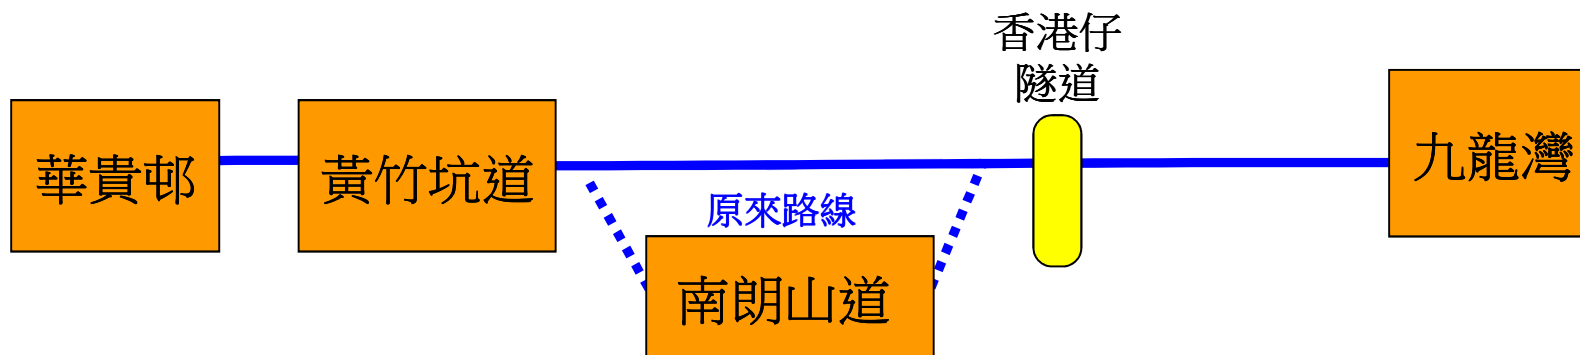 香港仔
隧道
華貴邨
黃竹坑道
九龍灣
原來路線
南朗山道